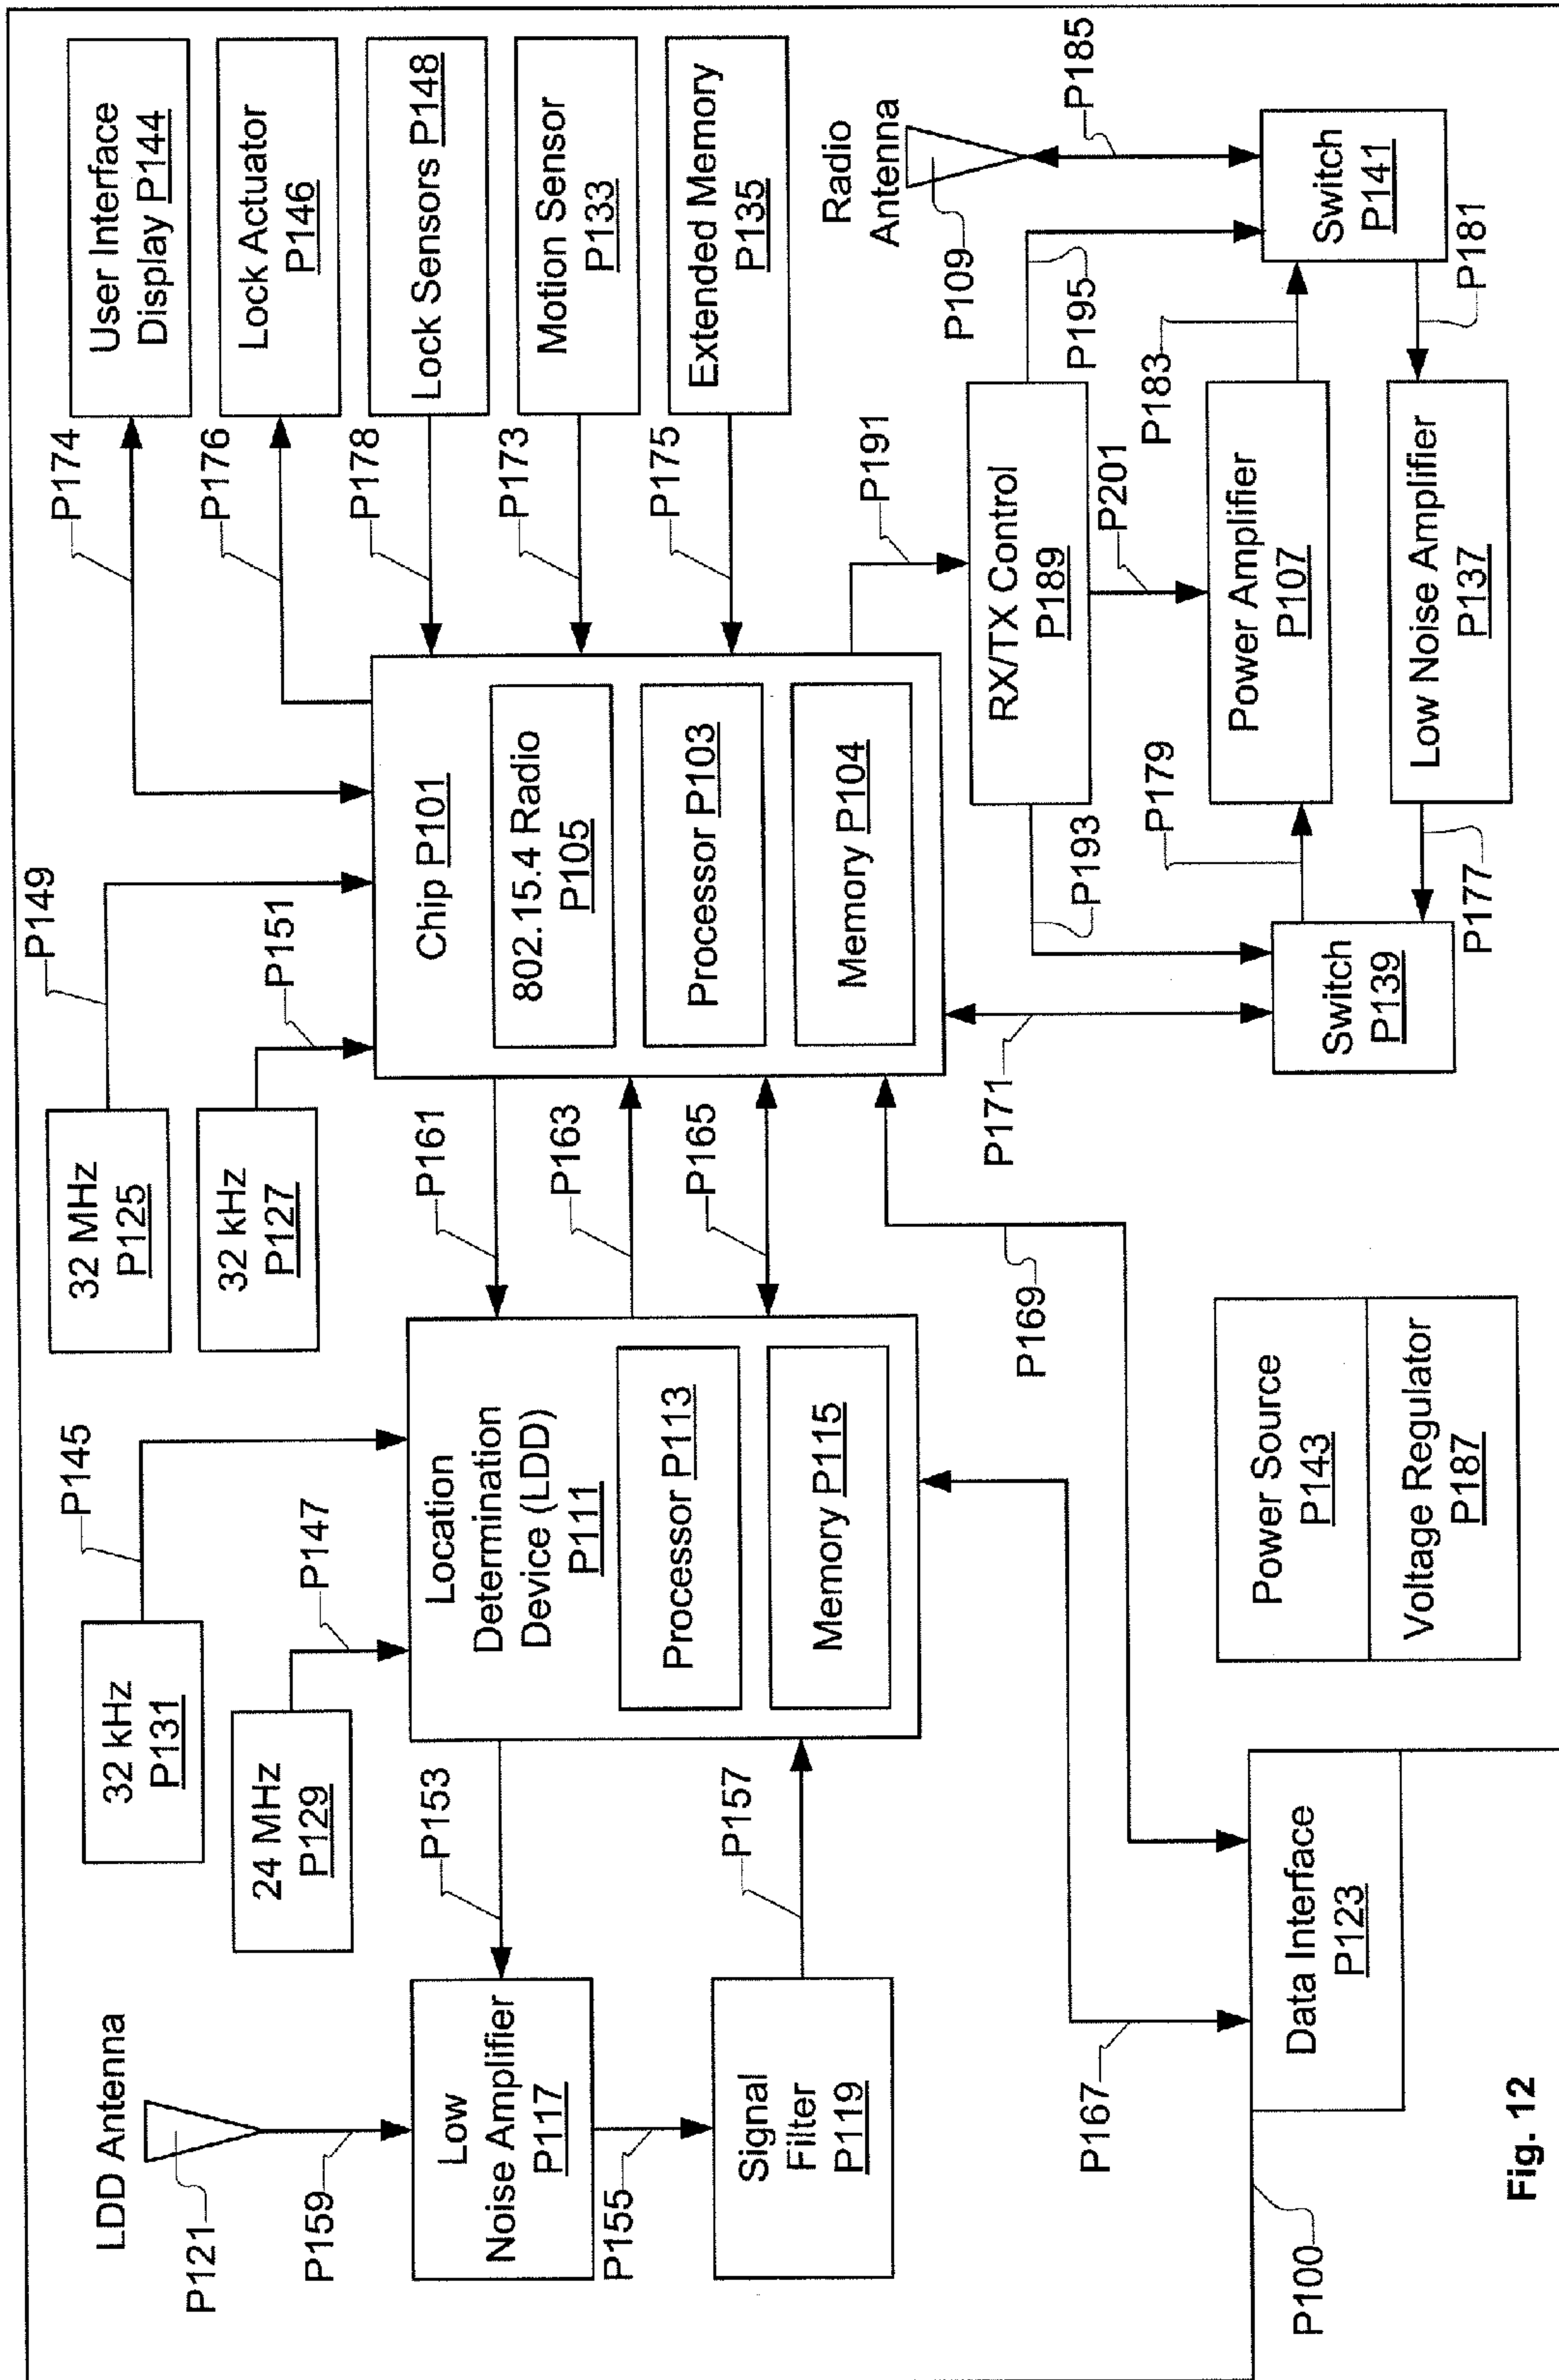 LDD Antenna
P121
P159
Low
Noise Amplifier
P117
P155
Signal
Filter
P119
P153
P157
32 kHz
P131
P145
24 MHz
P129
P147
Location
Determination
Device (LDD)
P111
Processor P113
Memory P115
P161
P163
P165
32 MHz
P125
P149
32 kHz
P127
P151
Chip P101
802.15.4 Radio
P105
Processor P103
Memory P104
P174
P176
P178
P173
P175
User Interface
Display P144
Lock Actuator
P146
Lock Sensors P148
Motion Sensor
P133
Extended Memory
P135
P191
RX/TX Control
P189
P193
P195
P201
Radio
Antenna
P109
P185
P171
P179
Power Amplifier
P107
P183
Switch
P139
Switch
P141
P177
Low Noise Amplifier
P137
P181
P167
P169
Power Source
P143
Voltage Regulator
P187
Data Interface
P123
P100
Fig. 12